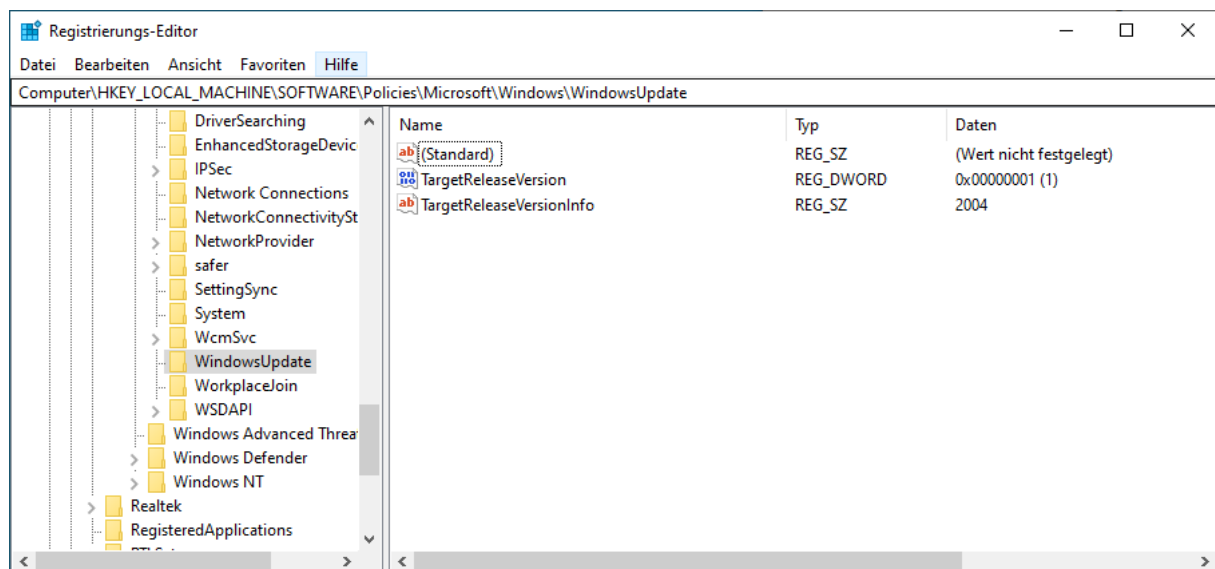 Registrierungs-Editor
Datei Bearbeiten Ansicht Favoriten Hilfe
Computer\HKEY_LOCAL_MACHINE\SOFTWARE\Policies\Microsoft\Windows\WindowsUpdate
DriverSearching
EnhancedStorageDevic
IPSec
Network Connections
NetworkConnectivitySt
NetworkProvider
safer
SettingSync
System
WcmSvc
WindowsUpdate
WorkplaceJoin
WSDAPI
Windows Advanced Threa
Windows Defender
Windows NT
Realtek
RegisteredApplications
Name Typ Daten
(Standard) REG_SZ (Wert nicht festgelegt)
TargetReleaseVersion REG_DWORD 0x00000001 (1)
TargetReleaseVersionInfo REG_SZ 2004